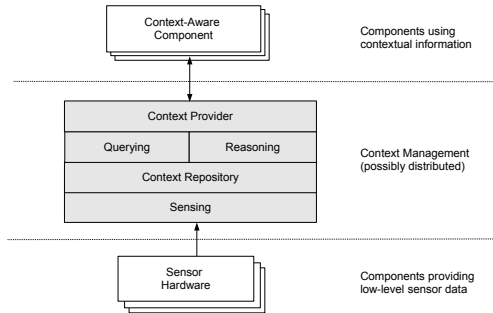 Context-Aware
Component
Components using
contextual information
Context Provider
Querying
Reasoning
Context Repository
Sensing
Context Management
(possibly distributed)
Sensor
Hardware
Components providing
low-level sensor data